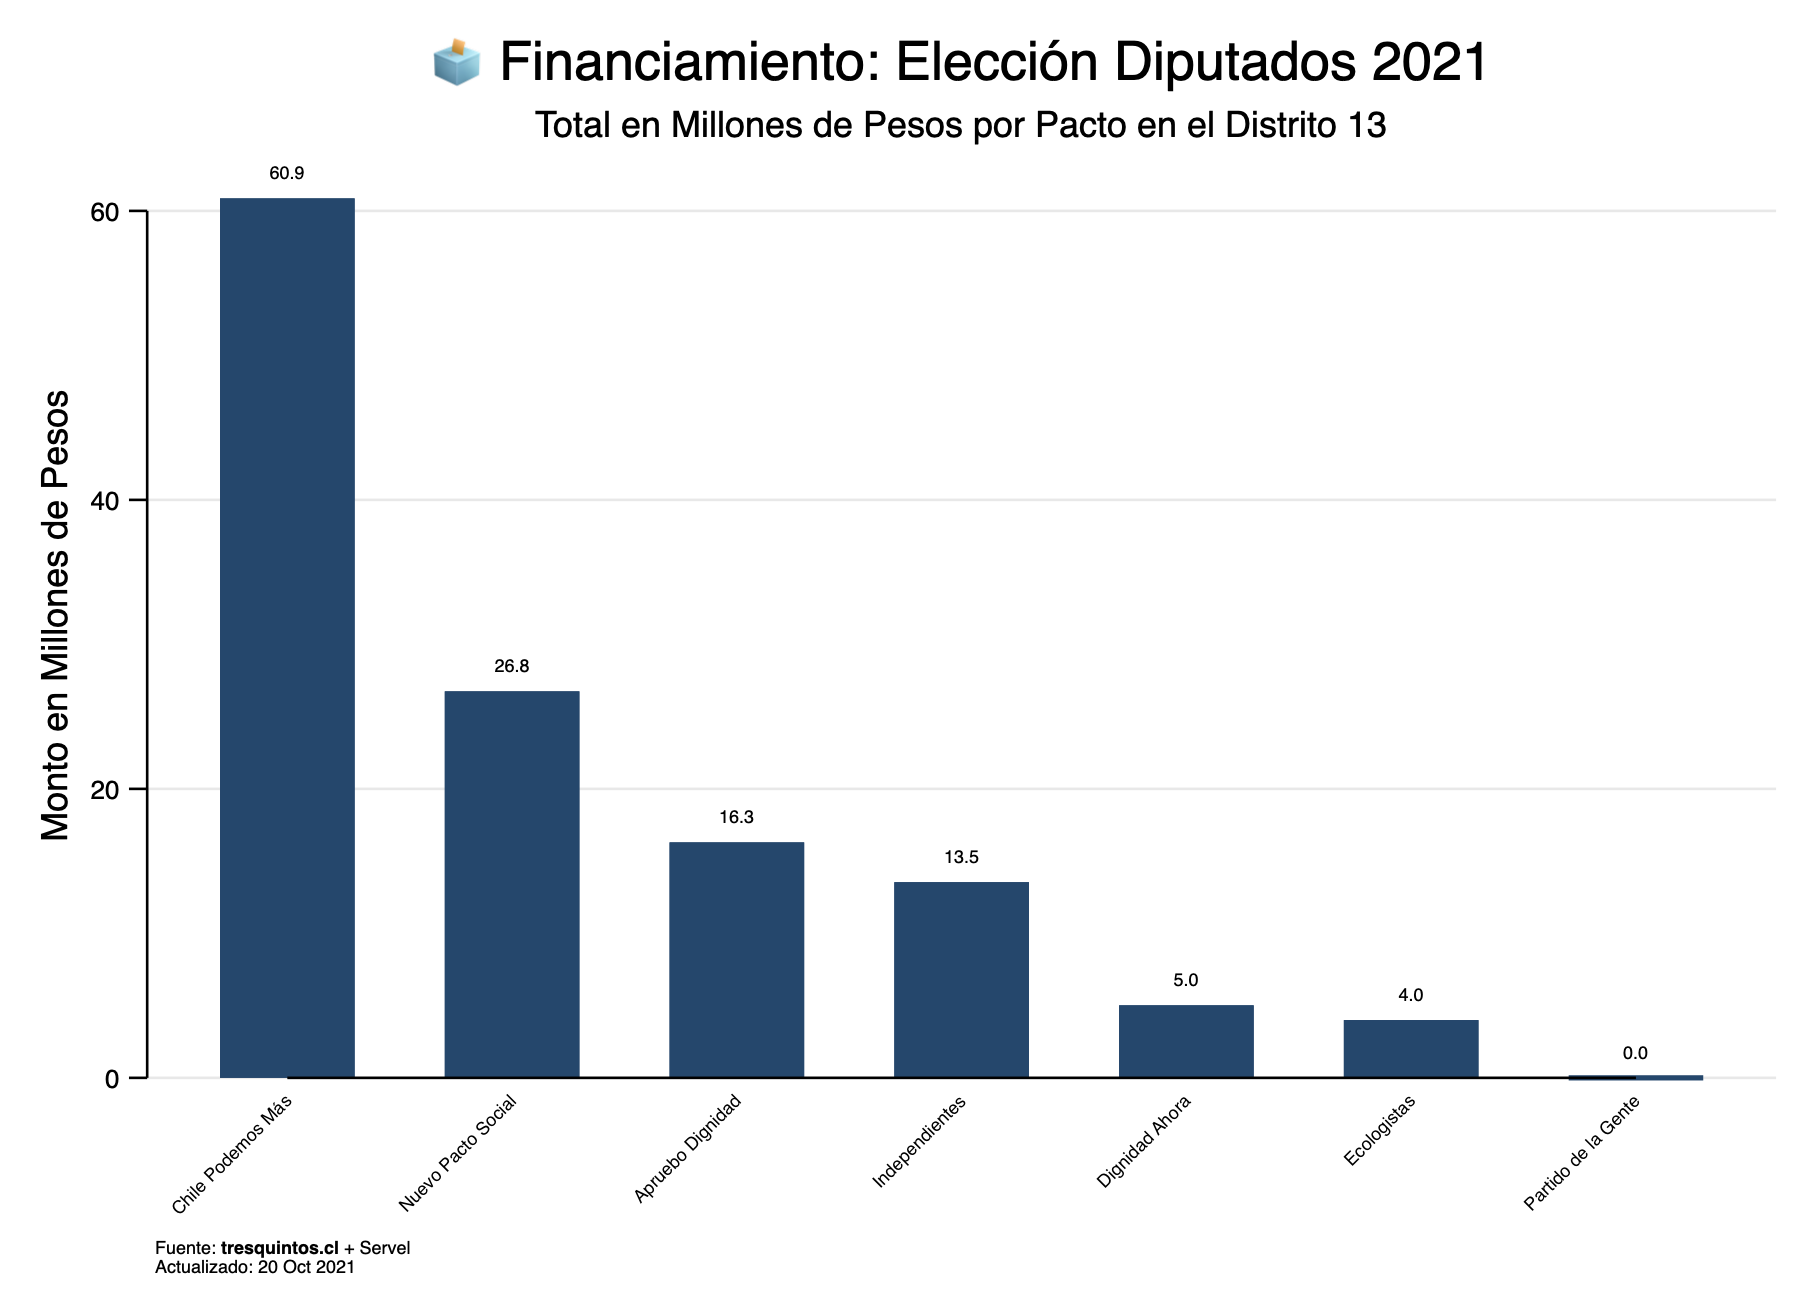 Financiamiento: Elección Diputados 2021
Total en Millones de Pesos por Pacto en el Distrito 13
Monto en Millones de Pesos
60
40
20
0
60.9
26.8
16.3
13.5
5.0
4.0
0.0
Chile Podemos Más
Nuevo Pacto Social
Apruebo Dignidad
Independientes
Dignidad Ahora
Ecologistas
Partido de la Gente
Fuente: tresquintos.cl + Servel
Actualizado: 20 Oct 2021